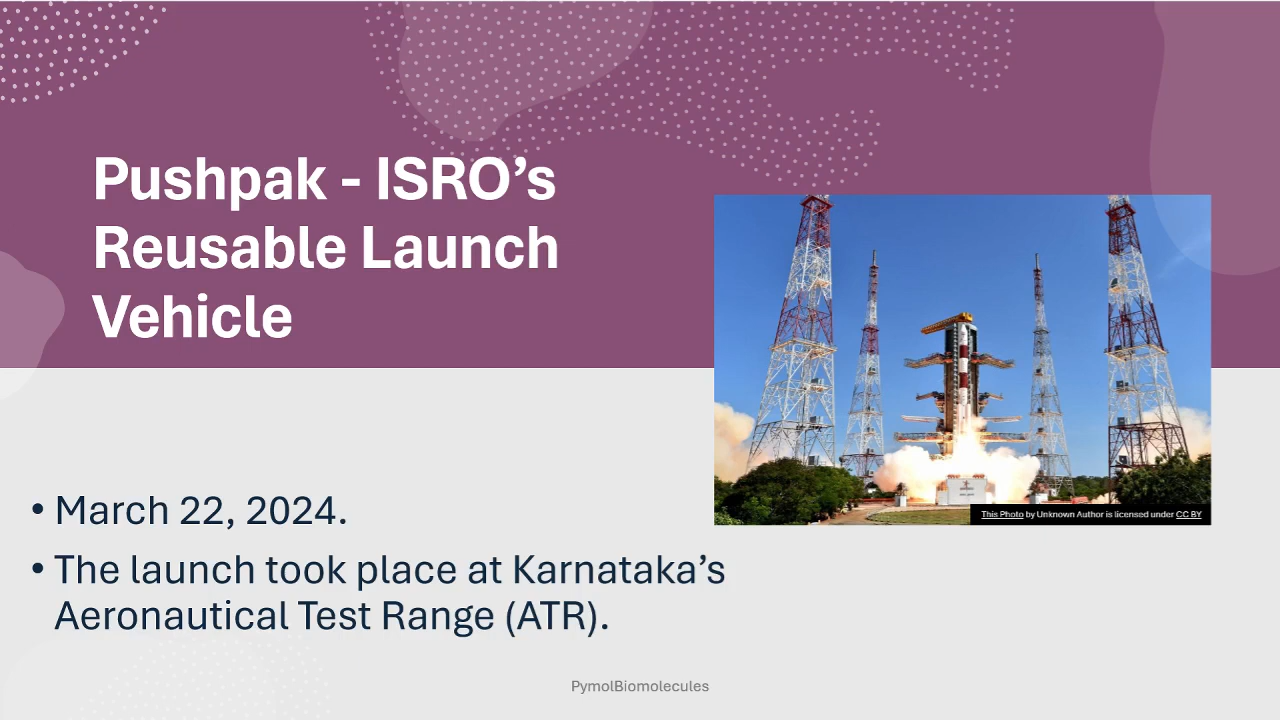 Pushpak - ISRO’s
Reusable Launch
Vehicle
This Photo by Unknown Author is licensed under CC BY
• March 22, 2024.
• The launch took place at Karnataka’s
Aeronautical Test Range (ATR).
PymolBiomolecules